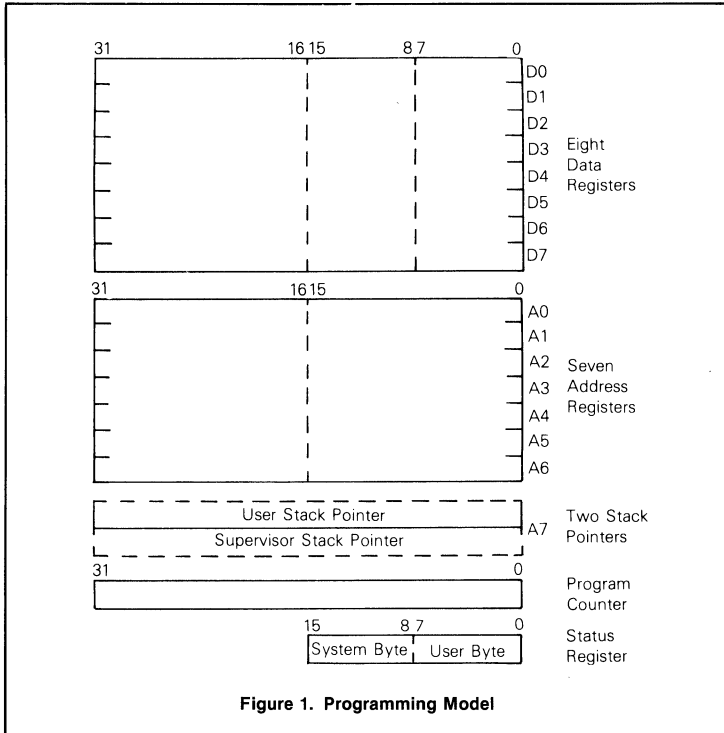 31 16 15 8 7 0
D0
D1
D2
D3
D4
D5
D6
D7
Eight
Data
Registers
31 16 15 0
A0
A1
A2
A3
A4
A5
A6
Seven
Address
Registers
User Stack Pointer
Supervisor Stack Pointer
A7
Two Stack
Pointers
31 0
Program
Counter
15 8 7 0
System Byte User Byte
Status
Register
Figure 1. Programming Model